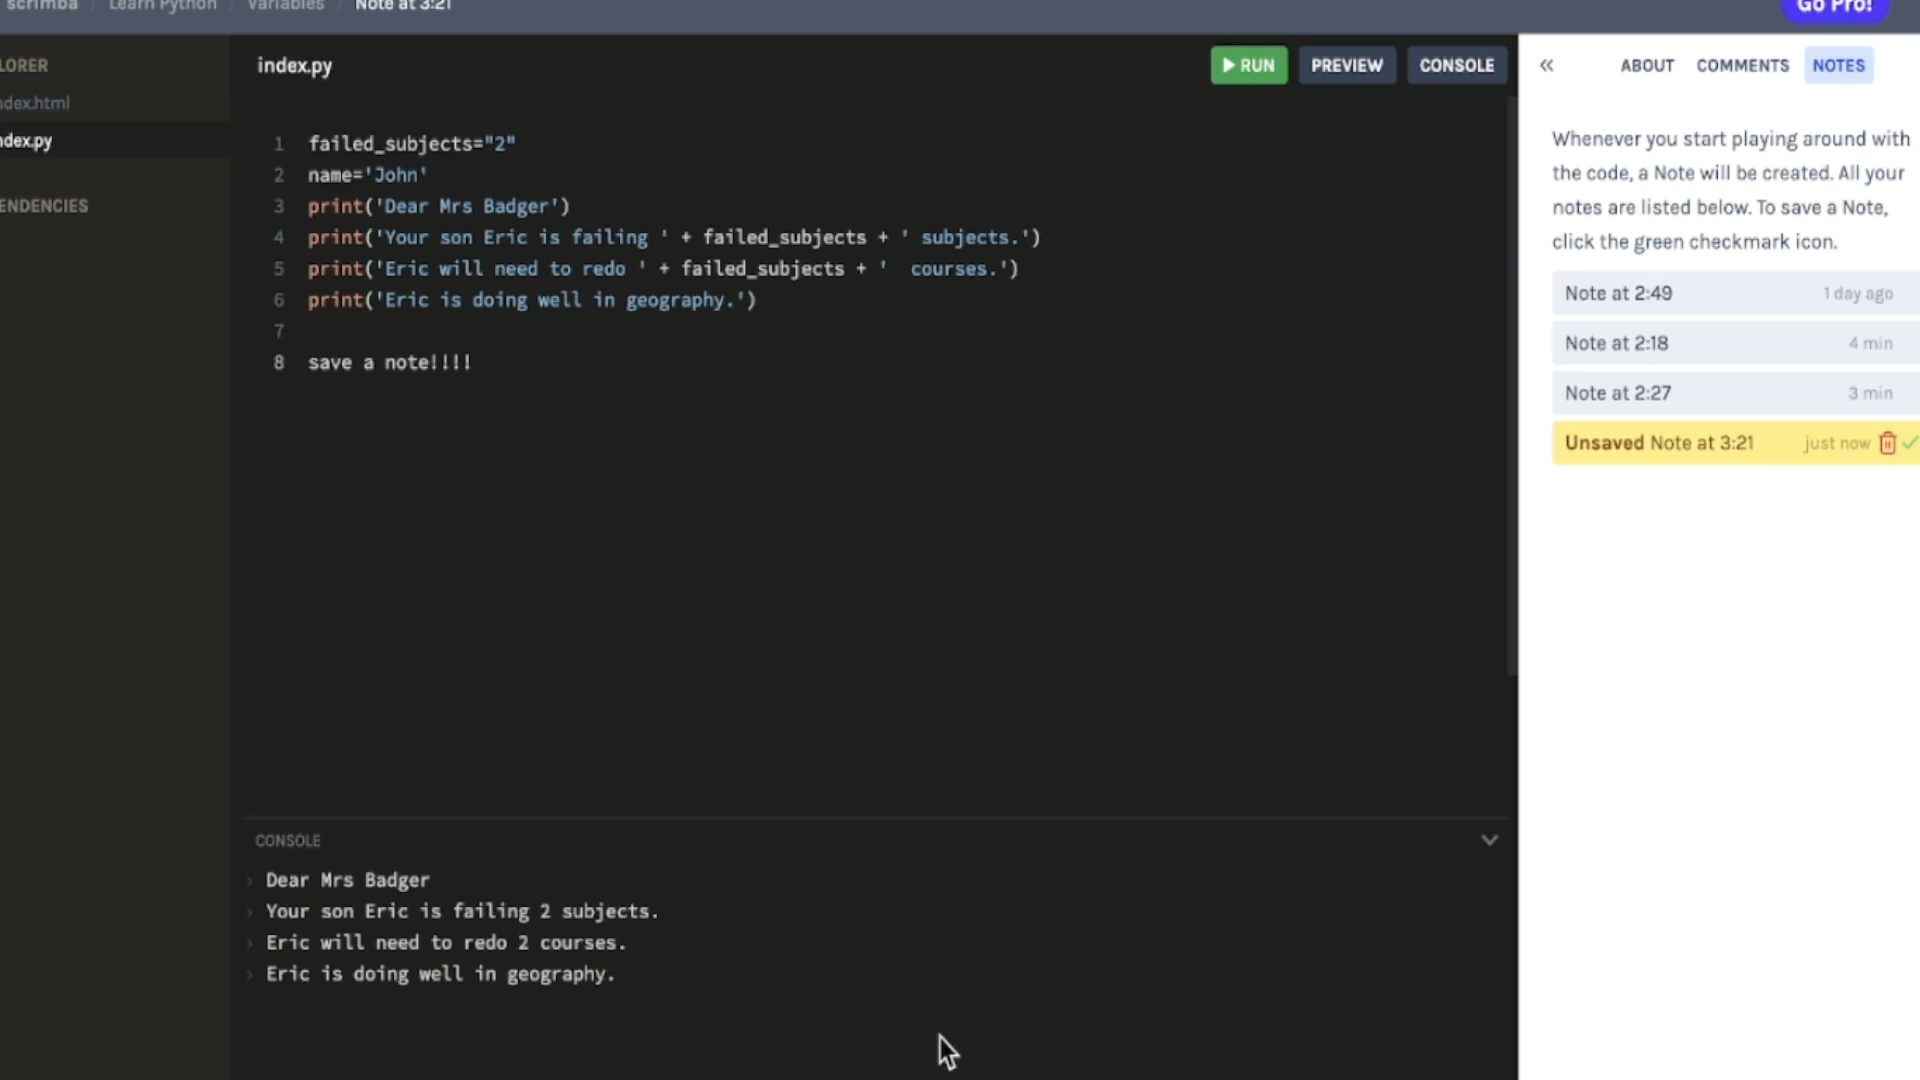 scrimba / Learn Python / Variables / Note at 3:21
Go Pro!
LORER
ndex.html
ndex.py
ENDENCIES
index.py
RUN
PREVIEW
CONSOLE
1 failed_subjects="2"
2 name='John'
3 print('Dear Mrs Badger')
4 print('Your son Eric is failing ' + failed_subjects + ' subjects.')
5 print('Eric will need to redo ' + failed_subjects + '  courses.')
6 print('Eric is doing well in geography.')
7
8 save a note!!!!
CONSOLE
› Dear Mrs Badger
› Your son Eric is failing 2 subjects.
› Eric will need to redo 2 courses.
› Eric is doing well in geography.
« ABOUT COMMENTS NOTES
Whenever you start playing around with
the code, a Note will be created. All your
notes are listed below. To save a Note,
click the green checkmark icon.
Note at 2:49 1 day ago
Note at 2:18 4 min
Note at 2:27 3 min
Unsaved Note at 3:21 just now